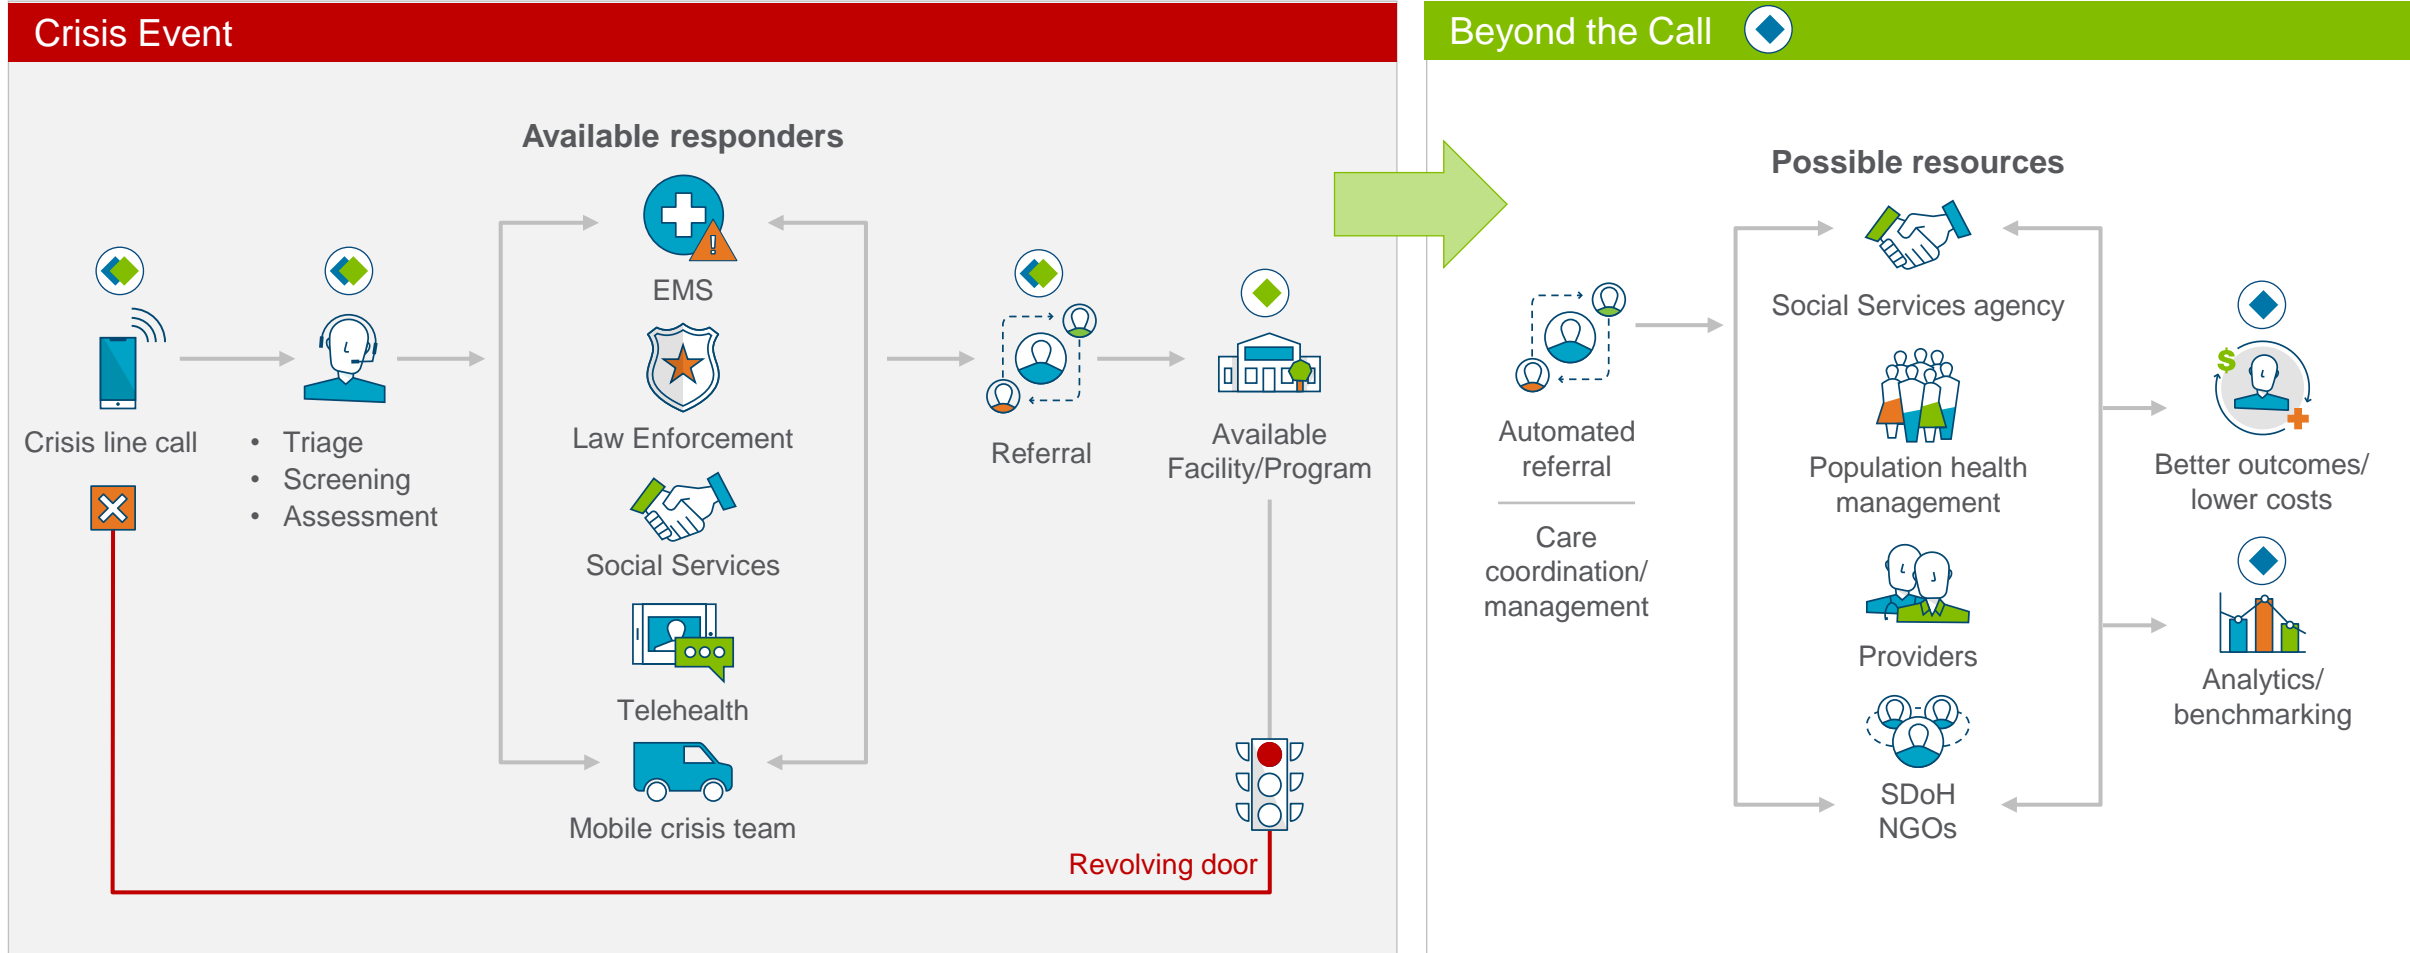 Crisis Event
Beyond the Call
Available responders
EMS
Law Enforcement
Social Services
Telehealth
Mobile crisis team
Crisis line call
• Triage
• Screening
• Assessment
Referral
Available
Facility/Program
Revolving door
Possible resources
Automated
referral
Care
coordination/
management
Social Services agency
Population health
management
Providers
SDoH
NGOs
$
Better outcomes/
lower costs
Analytics/
benchmarking